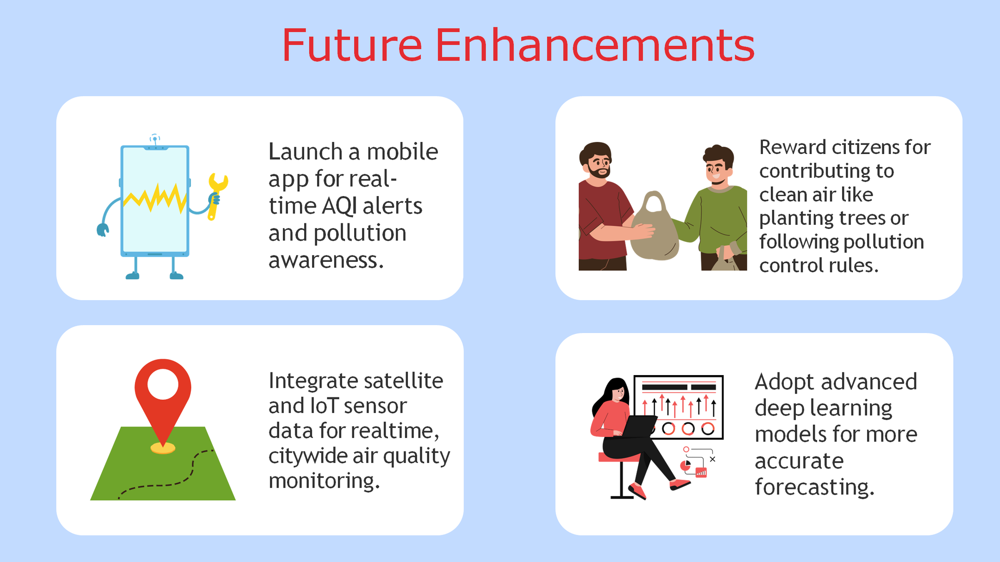 Future Enhancements
Launch a mobile
app for real-
time AQI alerts
and pollution
awareness.
Reward citizens for
contributing to
clean air like
planting trees or
following pollution
control rules.
Integrate satellite
and IoT sensor
data for realtime,
citywide air quality
monitoring.
Adopt advanced
deep learning
models for more
accurate
forecasting.